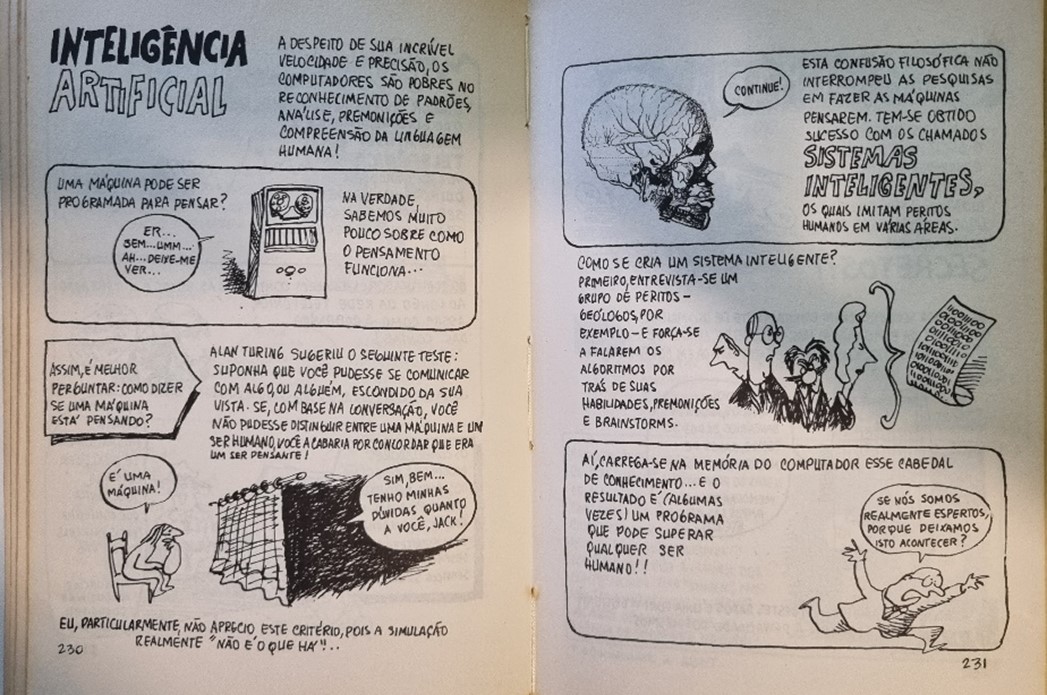 INTELIGÊNCIA
ARTIFICIAL
A DESPEITO DE SUA INCRÍVEL
VELOCIDADE E PRECISÃO, OS
COMPUTADORES SÃO POBRES NO
RECONHECIMENTO DE PADRÕES,
ANÁLISE, PREMONIÇÕES E
COMPREENSÃO DA LINGUAGEM
HUMANA!
UMA MÁQUINA PODE SER
PROGRAMADA PARA PENSAR?
ER...
BEM...UMM...
AH...DEIXE-ME
VER...
NA VERDADE,
SABEMOS MUITO
POUCO SOBRE COMO
O PENSAMENTO
FUNCIONA...
ASSIM, É MELHOR
PERGUNTAR: COMO DIZER
SE UMA MÁQUINA
ESTÁ PENSANDO?
ALAN TURING SUGERIU O SEGUINTE TESTE:
SUPONHA QUE VOCÊ PUDESSE SE COMUNICAR
COM ALGO, OU ALGUÉM, ESCONDIDO DA SUA
VISTA. SE, COM BASE NA CONVERSAÇÃO, VOCÊ
NÃO PUDESSE DISTINGUIR ENTRE UMA MÁQUINA E UM
SER HUMANO, VOCÊ ACABARIA POR CONCORDAR QUE ERA
UM SER PENSANTE!
É UMA
MÁQUINA!
SIM, BEM...
TENHO MINHAS
DÚVIDAS QUANTO
A VOCÊ, JACK!
EU, PARTICULARMENTE, NÃO APRECIO ESTE CRITÉRIO, POIS A SIMULAÇÃO
REALMENTE "NÃO É O QUE HÁ"!...
230
CONTINUE!
ESTA CONFUSÃO FILOSÓFICA NÃO
INTERROMPEU AS PESQUISAS
EM FAZER AS MÁQUINAS
PENSAREM. TEM-SE OBTIDO
SUCESSO COM OS CHAMADOS
SISTEMAS
INTELIGENTES,
OS QUAIS IMITAM PERITOS
HUMANOS EM VÁRIAS ÁREAS.
COMO SE CRIA UM SISTEMA INTELIGENTE?
PRIMEIRO, ENTREVISTA-SE UM
GRUPO DE PERITOS -
GEÓLOGOS, POR
EXEMPLO - E FORÇA-SE
A FALAREM OS
ALGORITMOS POR
TRÁS DE SUAS
HABILIDADES, PREMONIÇÕES
E BRAINSTORMS.
AÍ, CARREGA-SE NA MEMÓRIA DO COMPUTADOR ESSE CABEDAL
DE CONHECIMENTO...E O
RESULTADO É (ALGUMAS
VEZES) UM PROGRAMA
QUE PODE SUPERAR
QUALQUER SER
HUMANO!!
SE NÓS SOMOS
REALMENTE ESPERTOS,
POR QUE DEIXAMOS
ISTO ACONTECER?
231